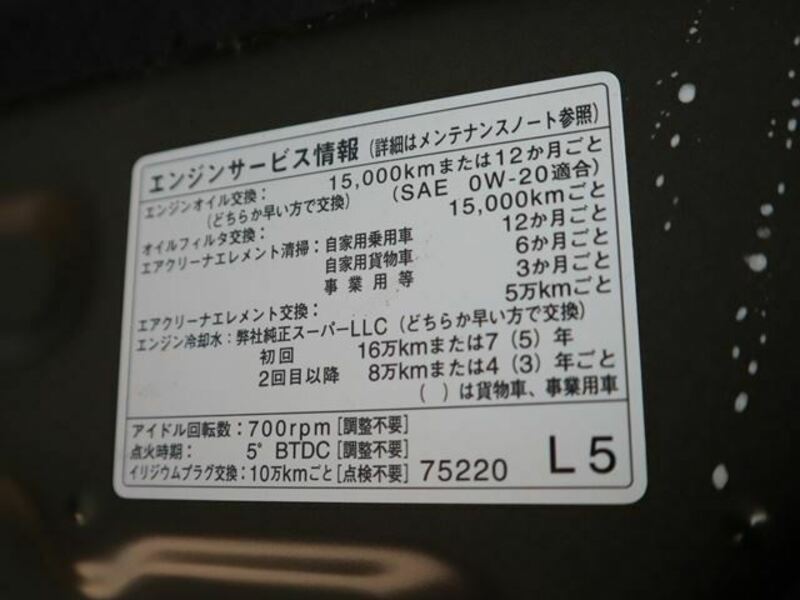 エンジンサービス情報 (詳細はメンテナンスノート参照)
エンジンオイル交換: 15,000kmまたは12か月ごと
(どちらか早い方で交換) (SAE 0W-20適合)
オイルフィルタ交換: 15,000kmごと
エアクリーナエレメント清掃: 自家用乗用車 12か月ごと
自家用貨物車 6か月ごと
事業用等 3か月ごと
エアクリーナエレメント交換: 5万kmごと
エンジン冷却水: 弊社純正スーパーLLC (どちらか早い方で交換)
初回 16万kmまたは7 (5) 年
2回目以降 8万kmまたは4 (3) 年ごと
( ) は貨物車、事業用車
アイドル回転数: 700rpm [調整不要]
点火時期: 5° BTDC [調整不要]
イリジウムプラグ交換: 10万kmごと [点検不要] 75220 L5